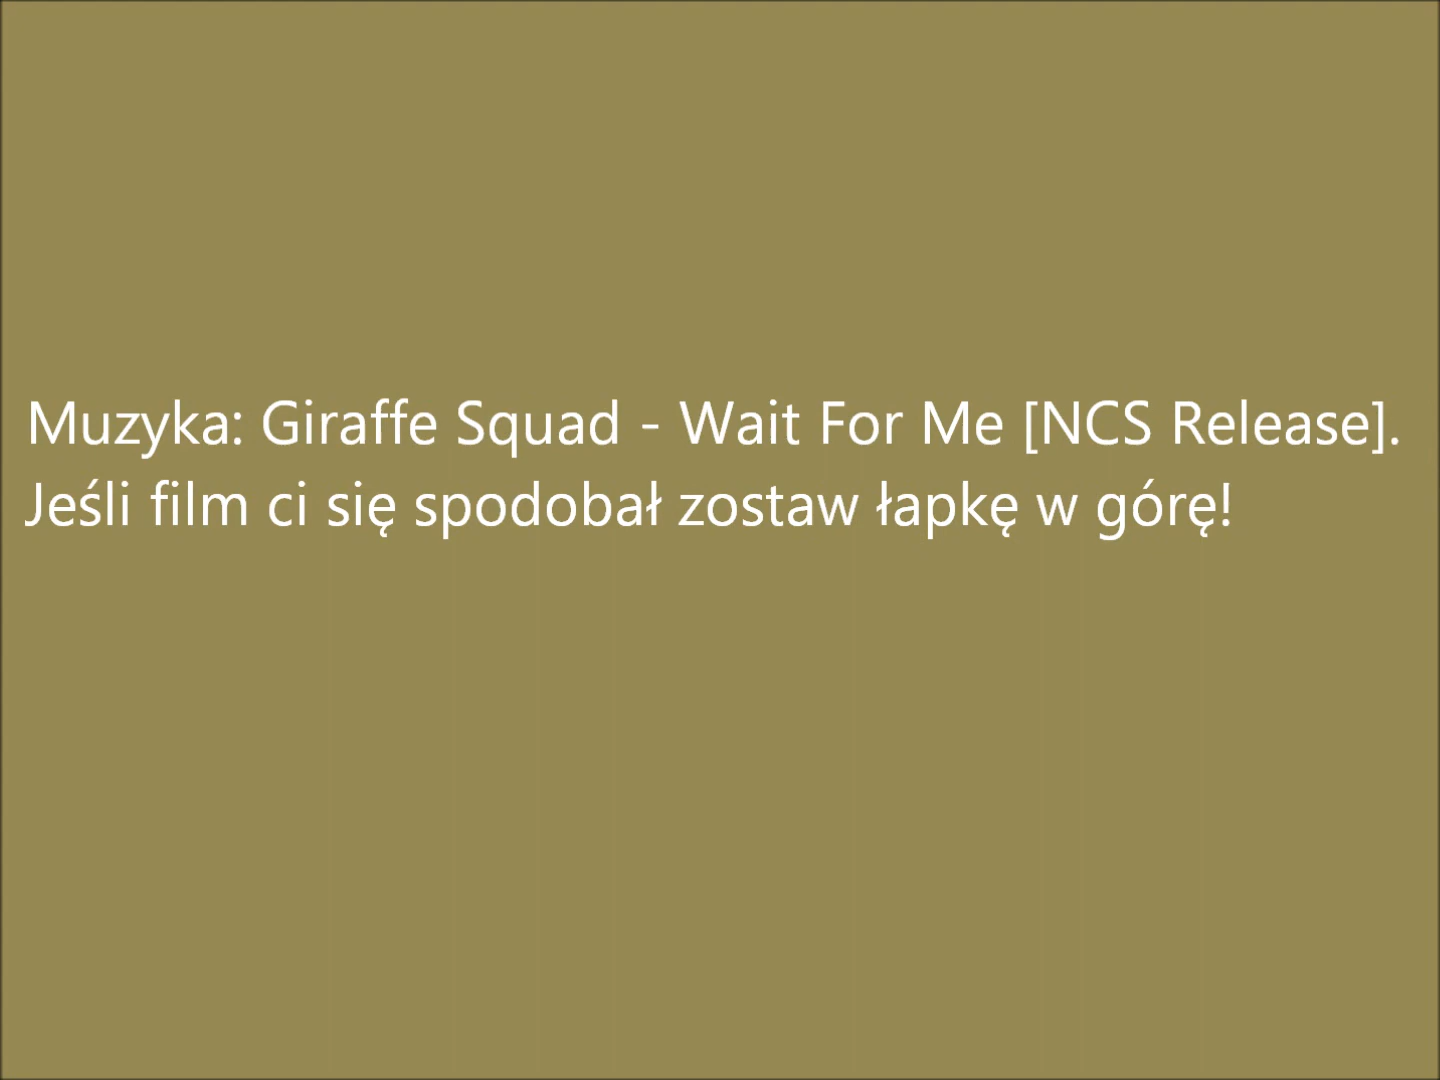 Muzyka: Giraffe Squad - Wait For Me [NCS Release].
Jeśli film ci się spodobał zostaw łapkę w górę!